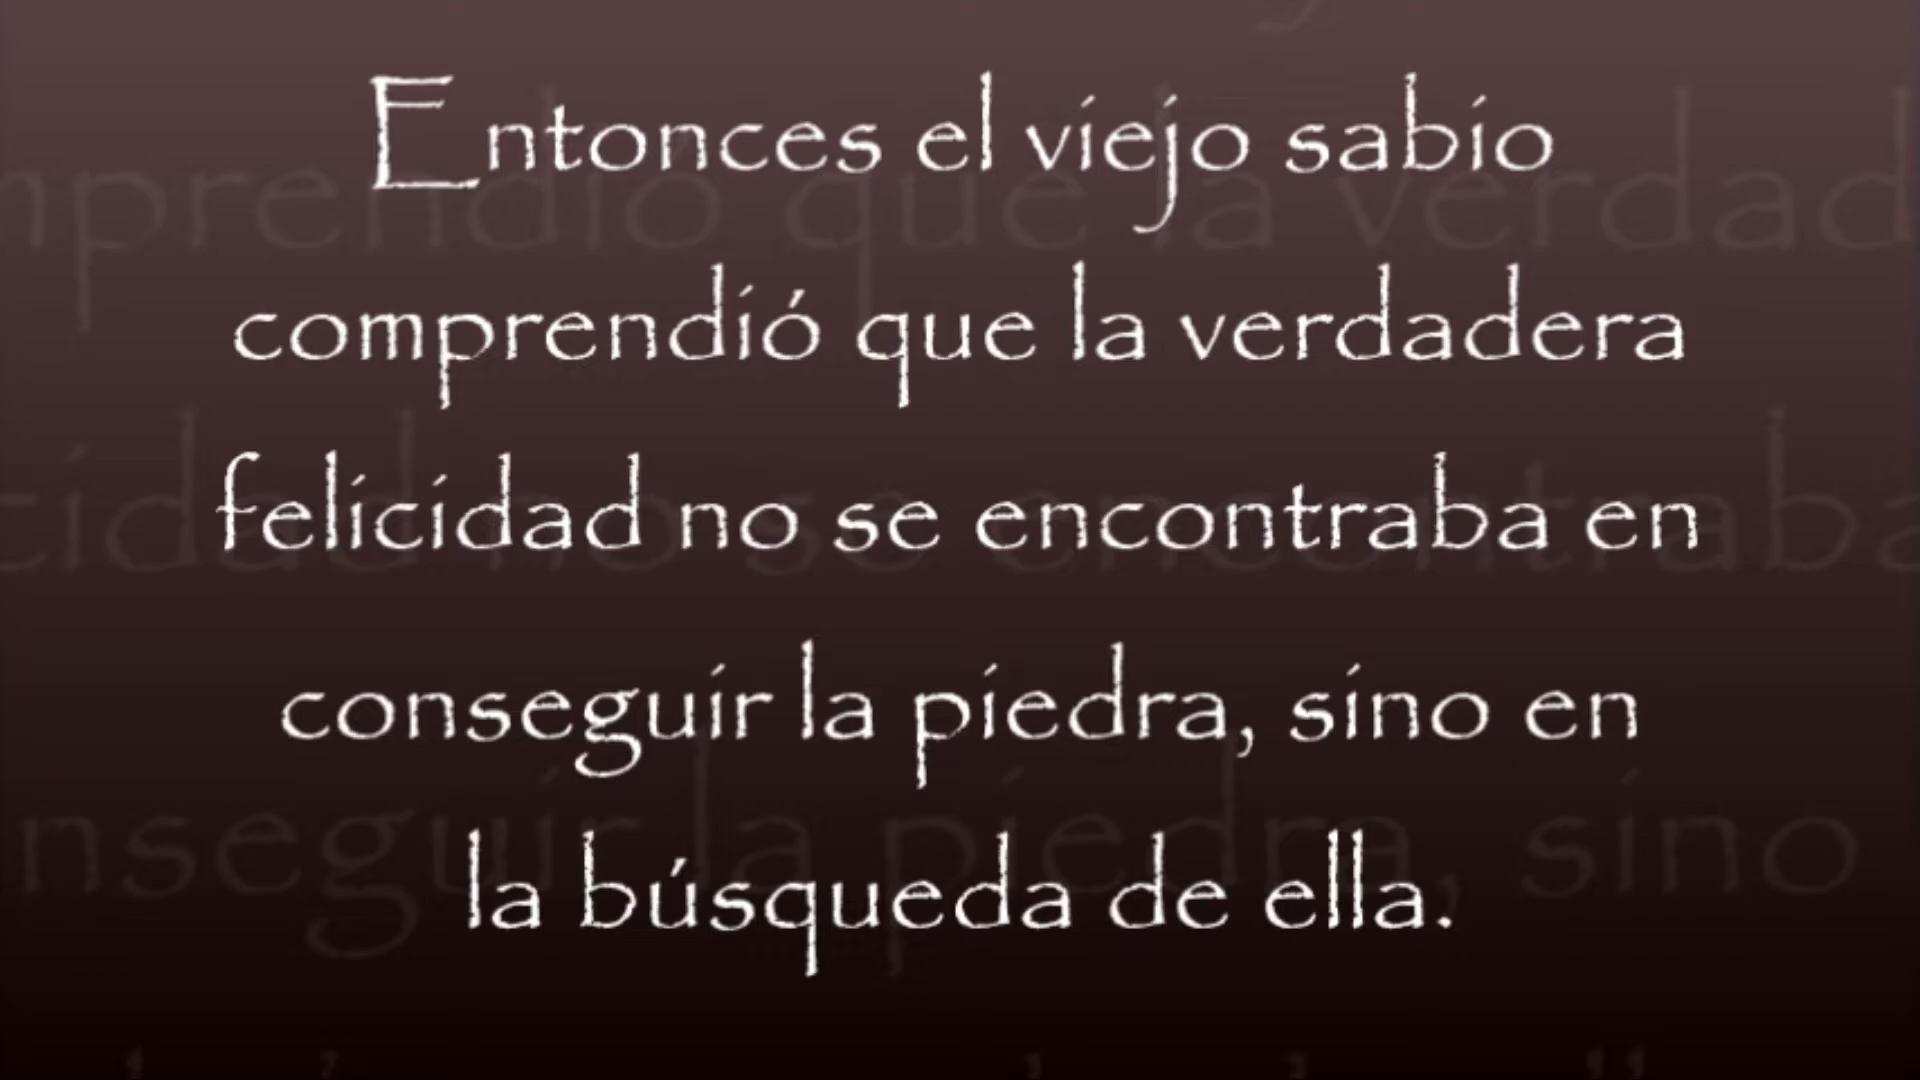 Entonces el viejo sabio
comprendió que la verdadera
felicidad no se encontraba en
conseguir la piedra, sino en
la búsqueda de ella.